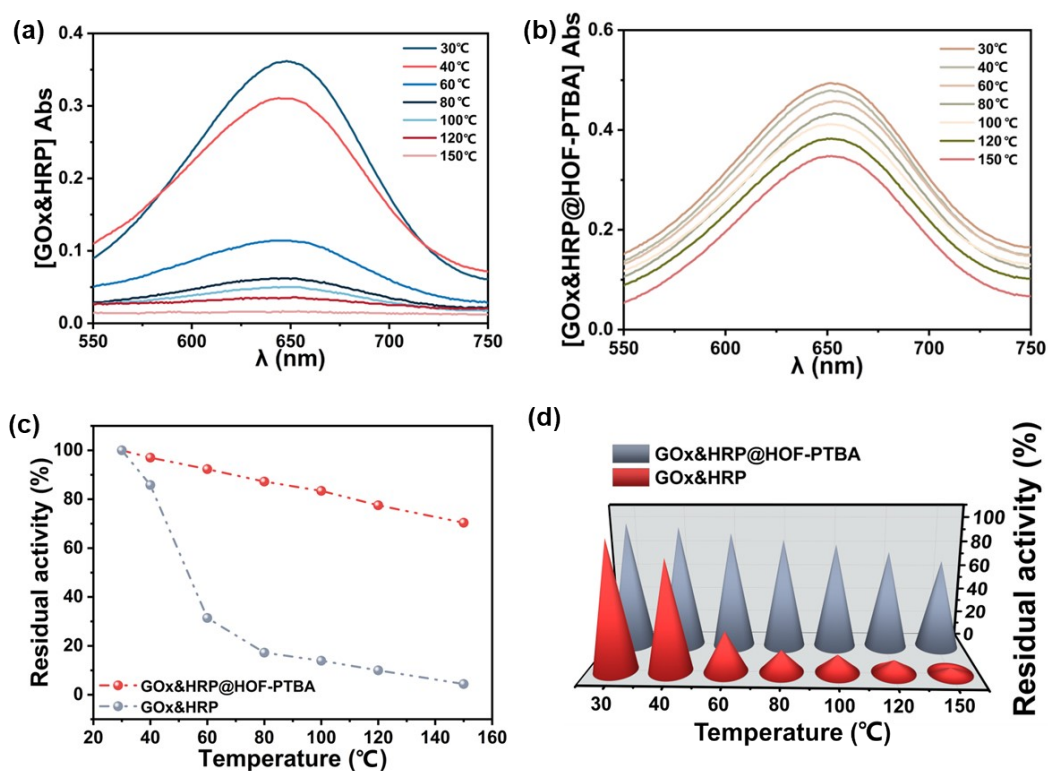 (a)
[GOx&HRP] Abs
0.4
0.3
0.2
0.1
0.0
30℃
40℃
60℃
80℃
100℃
120℃
150℃
550 600 650 700 750
λ (nm)
(b)
[GOx&HRP@HOF-PTBA] Abs
0.6
0.4
0.2
0.0
30℃
40℃
60℃
80℃
100℃
120℃
150℃
550 600 650 700 750
λ (nm)
(c)
Residual activity (%)
100
80
60
40
20
0
GOx&HRP@HOF-PTBA
GOx&HRP
20 40 60 80 100 120 140 160
Temperature (℃)
(d)
GOx&HRP@HOF-PTBA
GOx&HRP
100
80
60
40
20
0
Residual activity (%)
30 40 60 80 100 120 150
Temperature (℃)